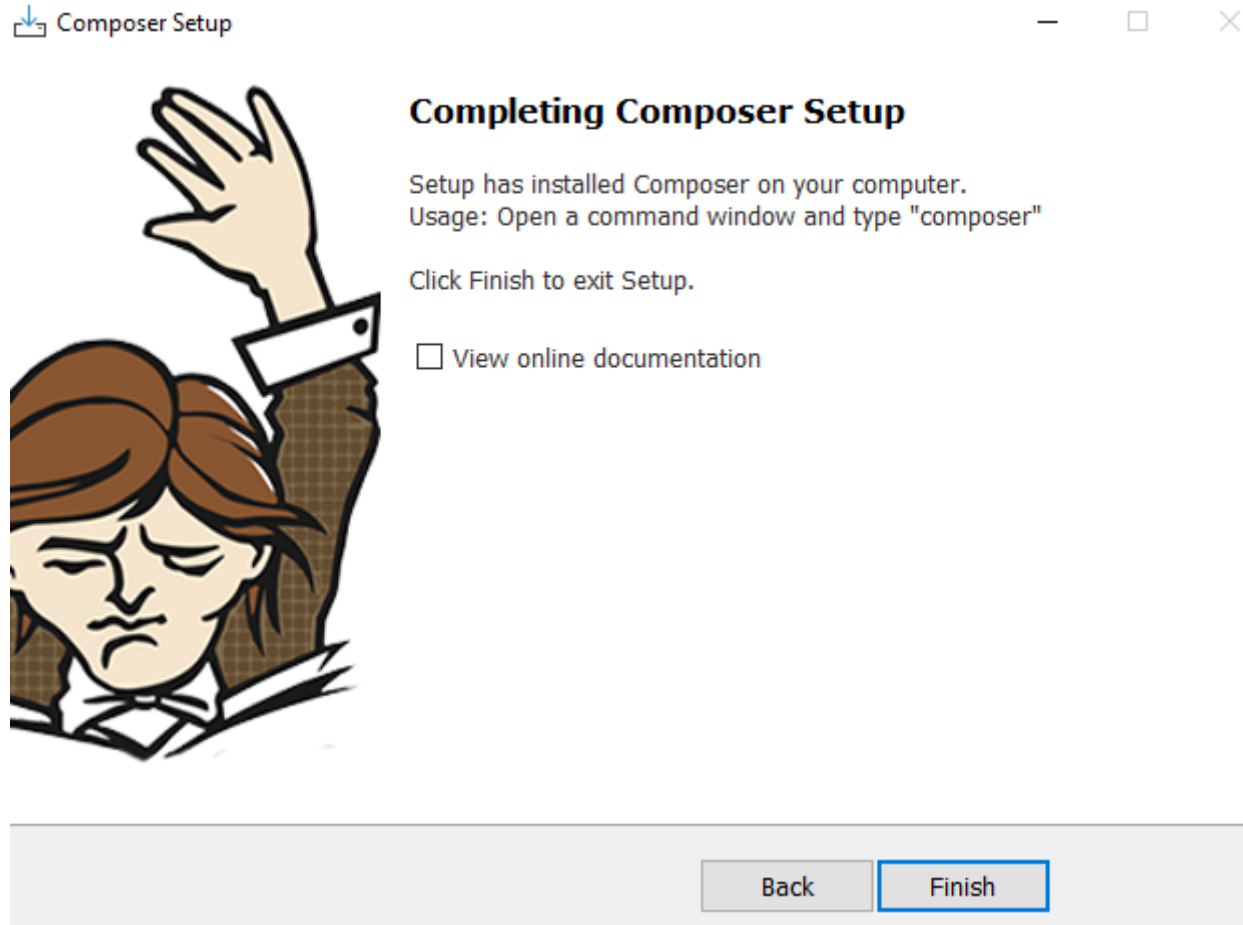 Composer Setup
Completing Composer Setup
Setup has installed Composer on your computer.
Usage: Open a command window and type "composer"
Click Finish to exit Setup.
View online documentation
Back
Finish